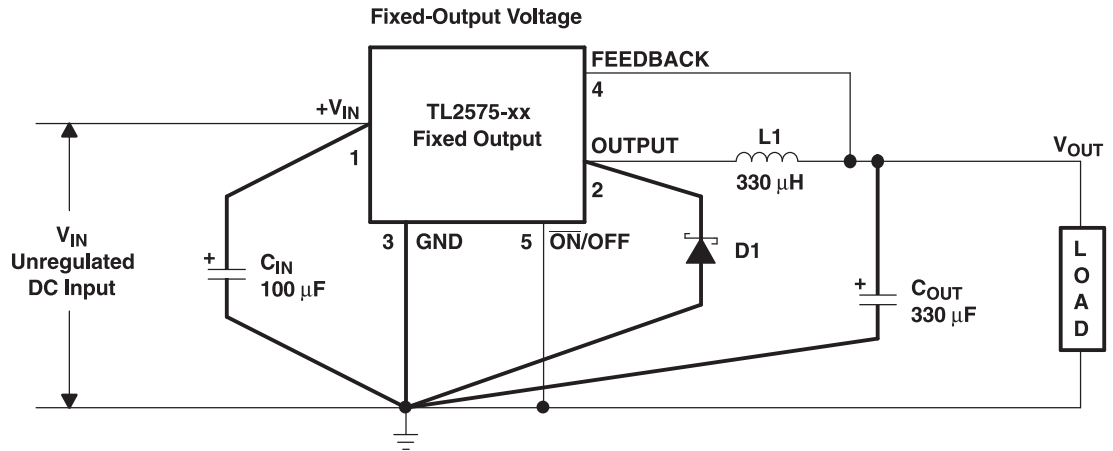 Fixed-Output Voltage
FEEDBACK
4
+VIN
TL2575-xx
Fixed Output
1
OUTPUT
2
L1
330 μH
VOUT
3 GND
5 ON/OFF
D1
VIN
Unregulated
DC Input
+
CIN
100 μF
+
COUT
330 μF
L
O
A
D